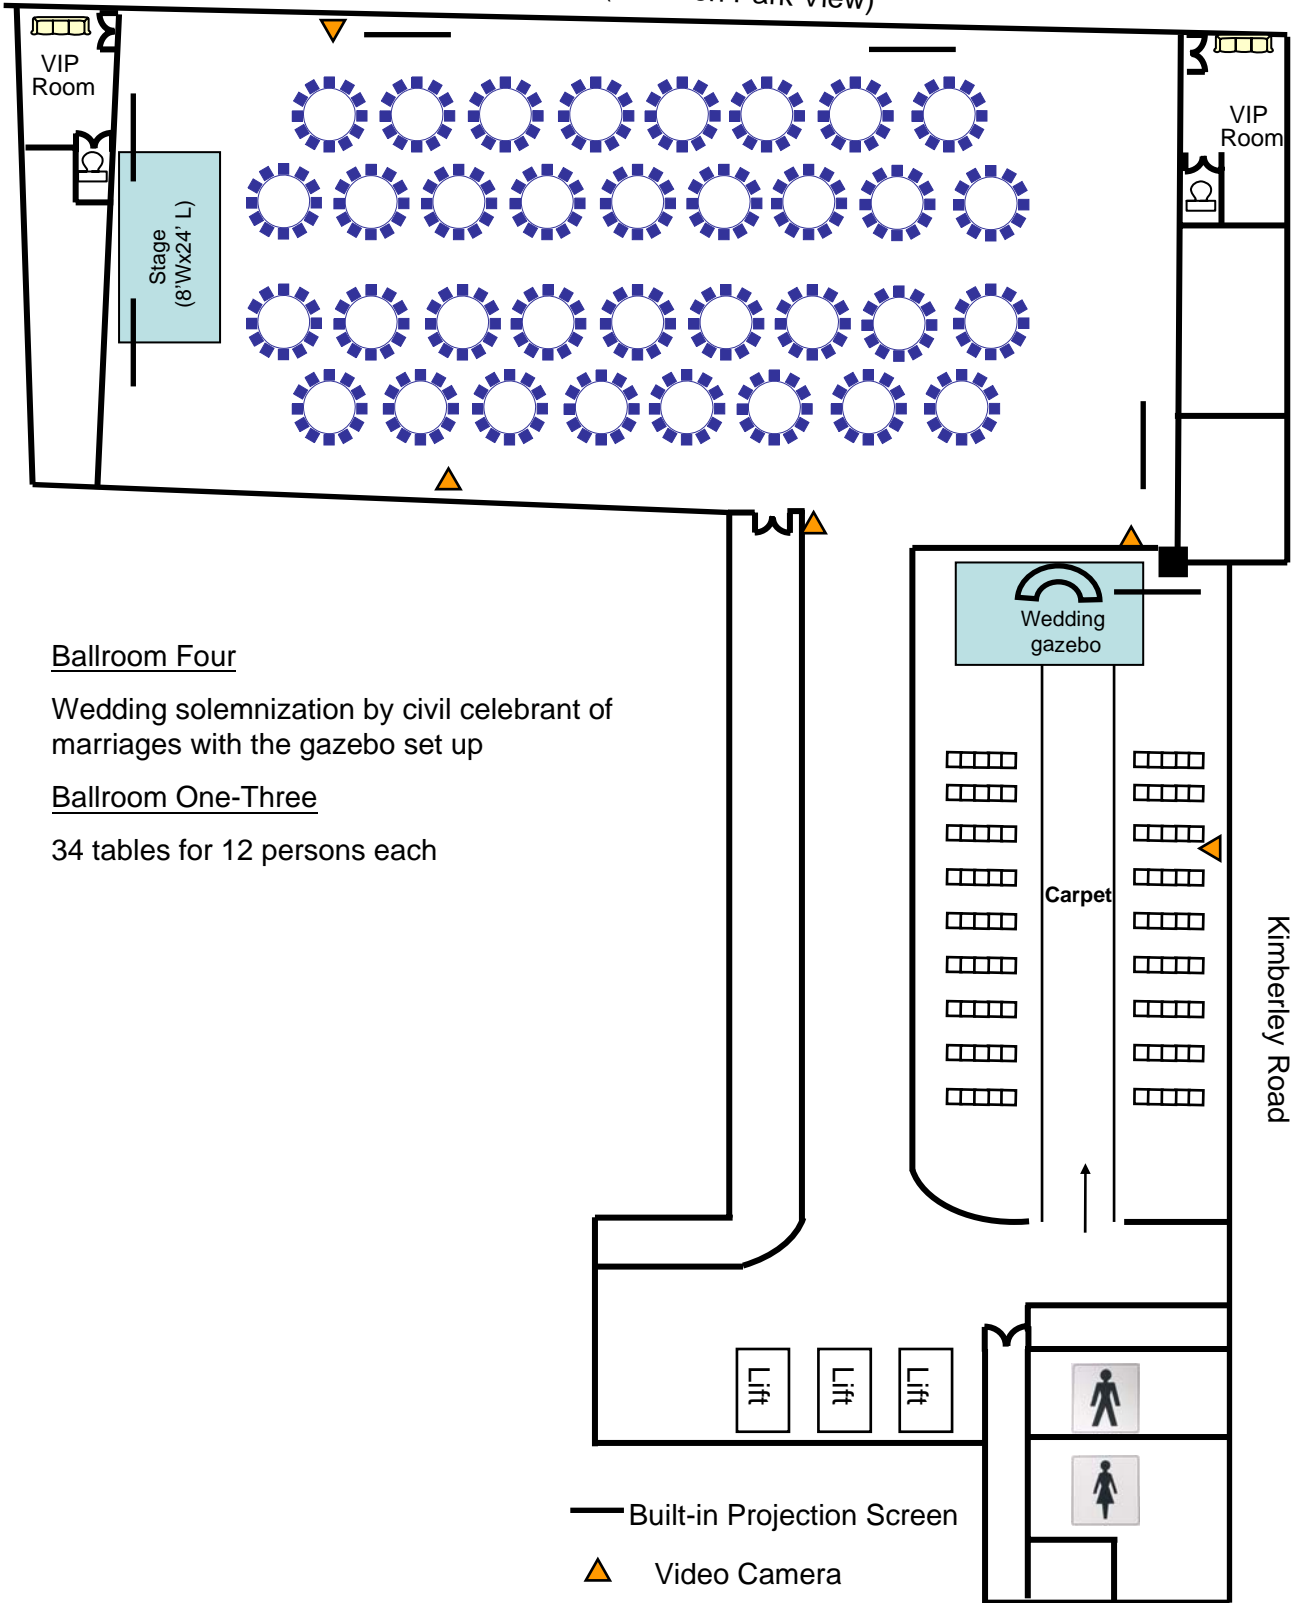 Park View)
VIP
Room
VIP
Room
Stage
(8'Wx24' L)
Wedding
gazebo
Ballroom Four
Wedding solemnization by civil celebrant of
marriages with the gazebo set up
Ballroom One-Three
34 tables for 12 persons each
Carpet
Kimberley Road
Lift
Lift
Lift
Built-in Projection Screen
Video Camera